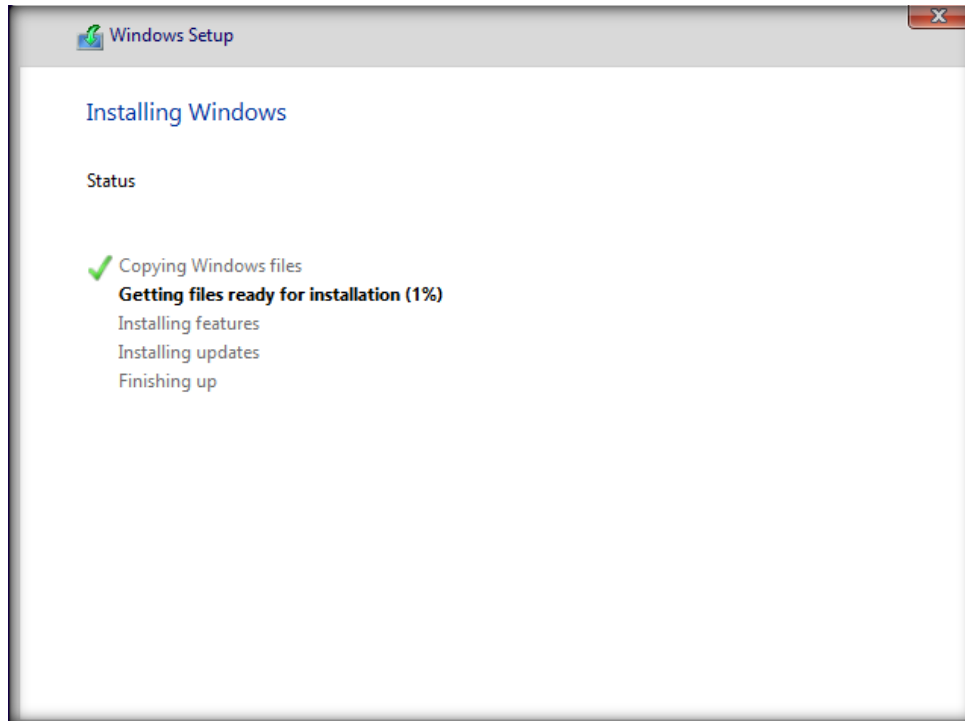 Windows Setup
Installing Windows
Status
Copying Windows files
Getting files ready for installation (1%)
Installing features
Installing updates
Finishing up